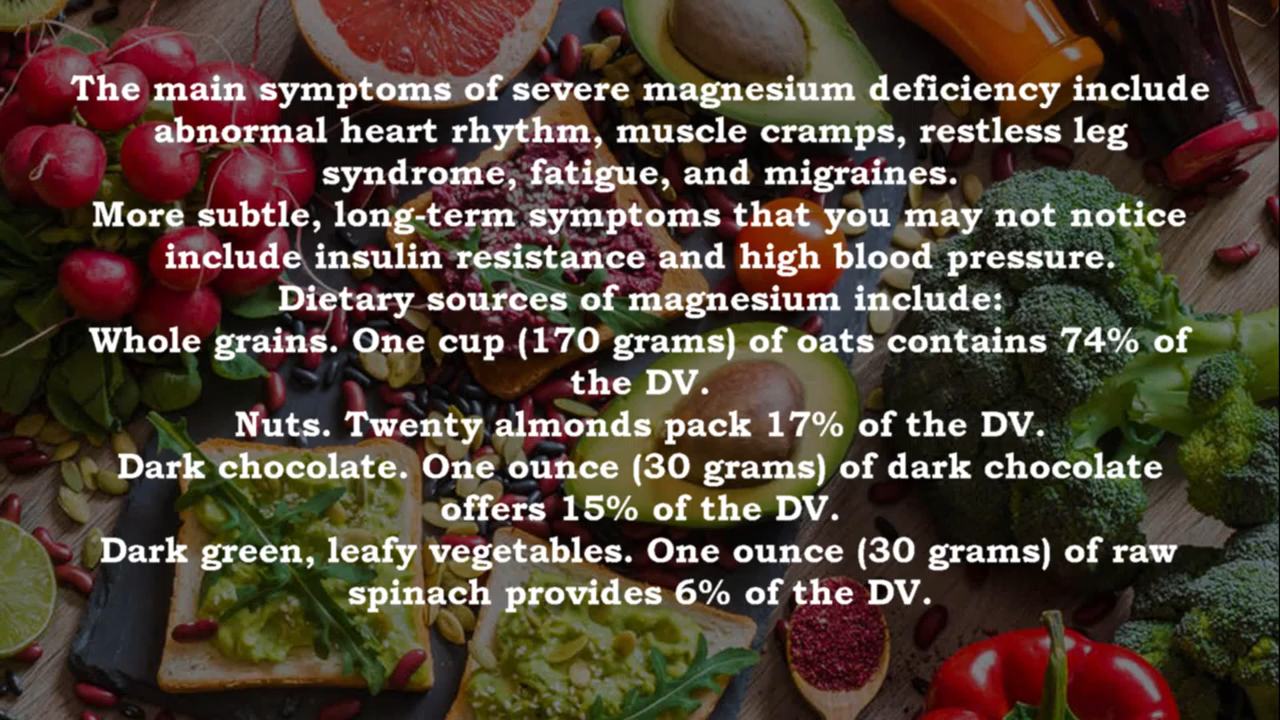 The main symptoms of severe magnesium deficiency include
abnormal heart rhythm, muscle cramps, restless leg
syndrome, fatigue, and migraines.
More subtle, long-term symptoms that you may not notice
include insulin resistance and high blood pressure.
Dietary sources of magnesium include:
Whole grains. One cup (170 grams) of oats contains 74% of
the DV.
Nuts. Twenty almonds pack 17% of the DV.
Dark chocolate. One ounce (30 grams) of dark chocolate
offers 15% of the DV.
Dark green, leafy vegetables. One ounce (30 grams) of raw
spinach provides 6% of the DV.